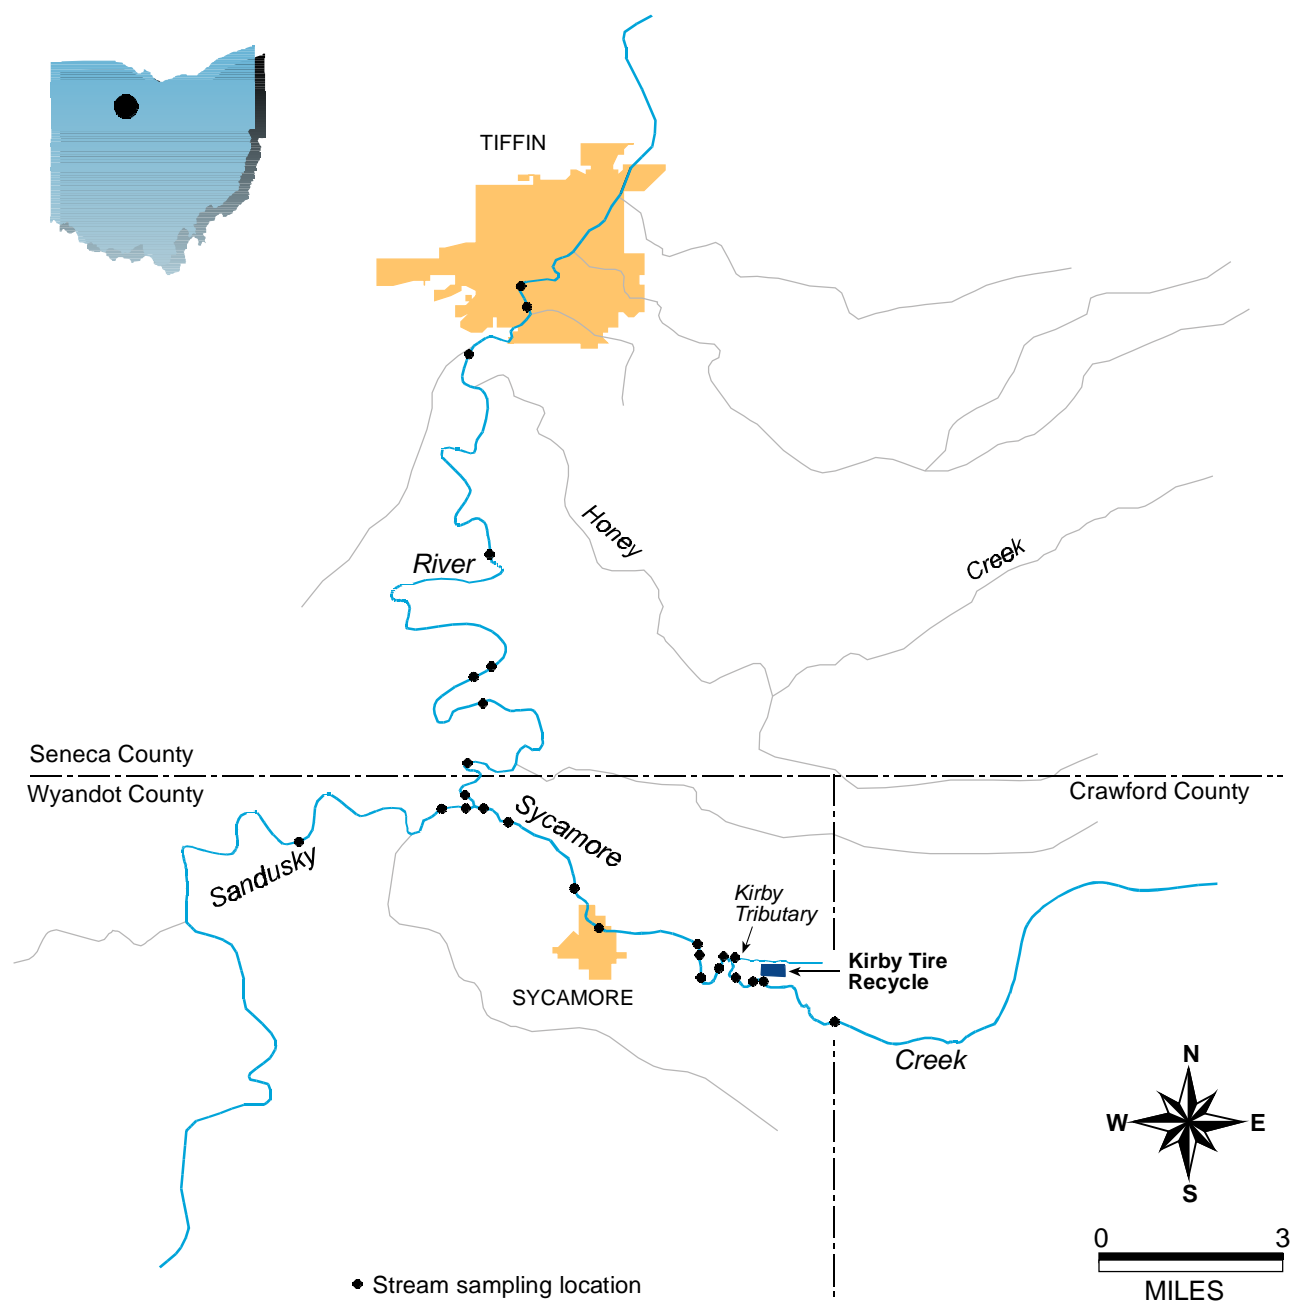 TIFFIN
Honey
Creek
River
Seneca County
Wyandot County
Crawford County
Sycamore
Sandusky
Kirby
Tributary
Kirby Tire
Recycle
SYCAMORE
Creek
N
W
E
S
0 3
MILES
Stream sampling location